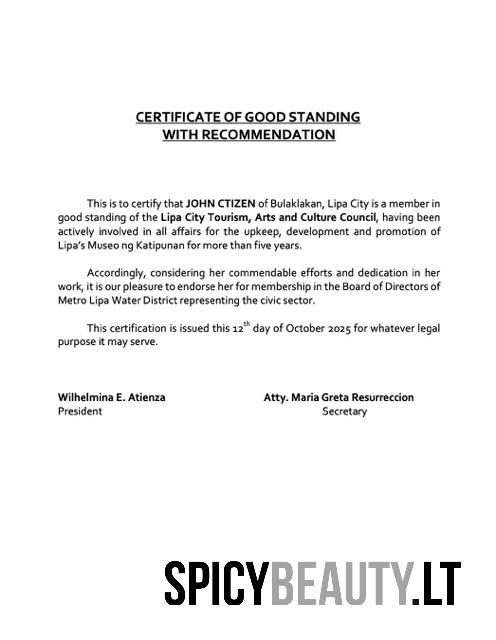 CERTIFICATE OF GOOD STANDING
WITH RECOMMENDATION
This is to certify that JOHN CTIZEN of Bulaklakan, Lipa City is a member in
good standing of the Lipa City Tourism, Arts and Culture Council, having been
actively involved in all affairs for the upkeep, development and promotion of
Lipa's Museo ng Katipunan for more than five years.
Accordingly, considering her commendable efforts and dedication in her
work, it is our pleasure to endorse her for membership in the Board of Directors of
Metro Lipa Water District representing the civic sector.
This certification is issued this 12th day of October 2025 for whatever legal
purpose it may serve.
Wilhelmina E. Atienza Atty. Maria Greta Resurreccion
President Secretary
SPICYBEAUTY.LT